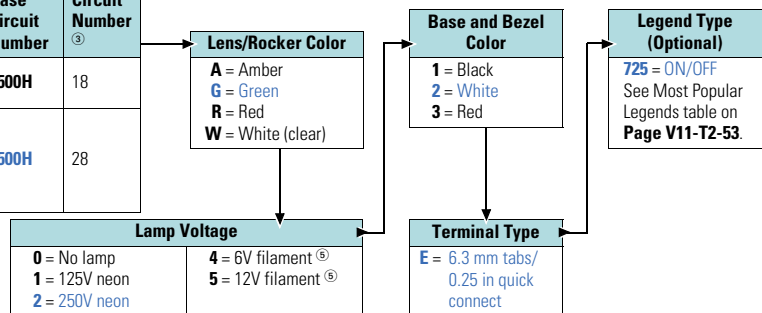 Circuit
Number
③
500H 18
500H 28
Lens/Rocker Color
A = Amber
G = Green
R = Red
W = White (clear)
Base and Bezel
Color
1 = Black
2 = White
3 = Red
Legend Type
(Optional)
725 = ON/OFF
See Most Popular
Legends table on
Page V11-T2-53.
Lamp Voltage
0 = No lamp
1 = 125V neon
2 = 250V neon
4 = 6V filament ⑤
5 = 12V filament ⑤
Terminal Type
E = 6.3 mm tabs/
0.25 in quick
connect